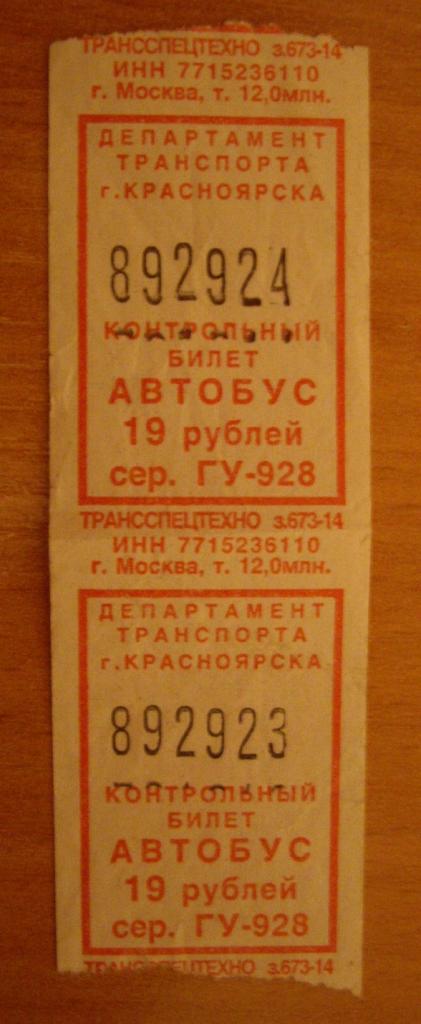 ТРАНССПЕЦТЕХНО з.673-14
ИНН 7715236110
г. Москва, т. 12,0млн.
ДЕПАРТАМЕНТ
ТРАНСПОРТА
г.КРАСНОЯРСКА
892924
КОНТРОЛЬНЫЙ
БИЛЕТ
АВТОБУС
19 рублей
сер. ГУ-928
ТРАНССПЕЦТЕХНО з.673-14
ИНН 7715236110
г. Москва, т. 12,0млн.
ДЕПАРТАМЕНТ
ТРАНСПОРТА
г.КРАСНОЯРСКА
892923
КОНТРОЛЬНЫЙ
БИЛЕТ
АВТОБУС
19 рублей
сер. ГУ-928
ТРАНССПЕЦТЕХНО з.673-14